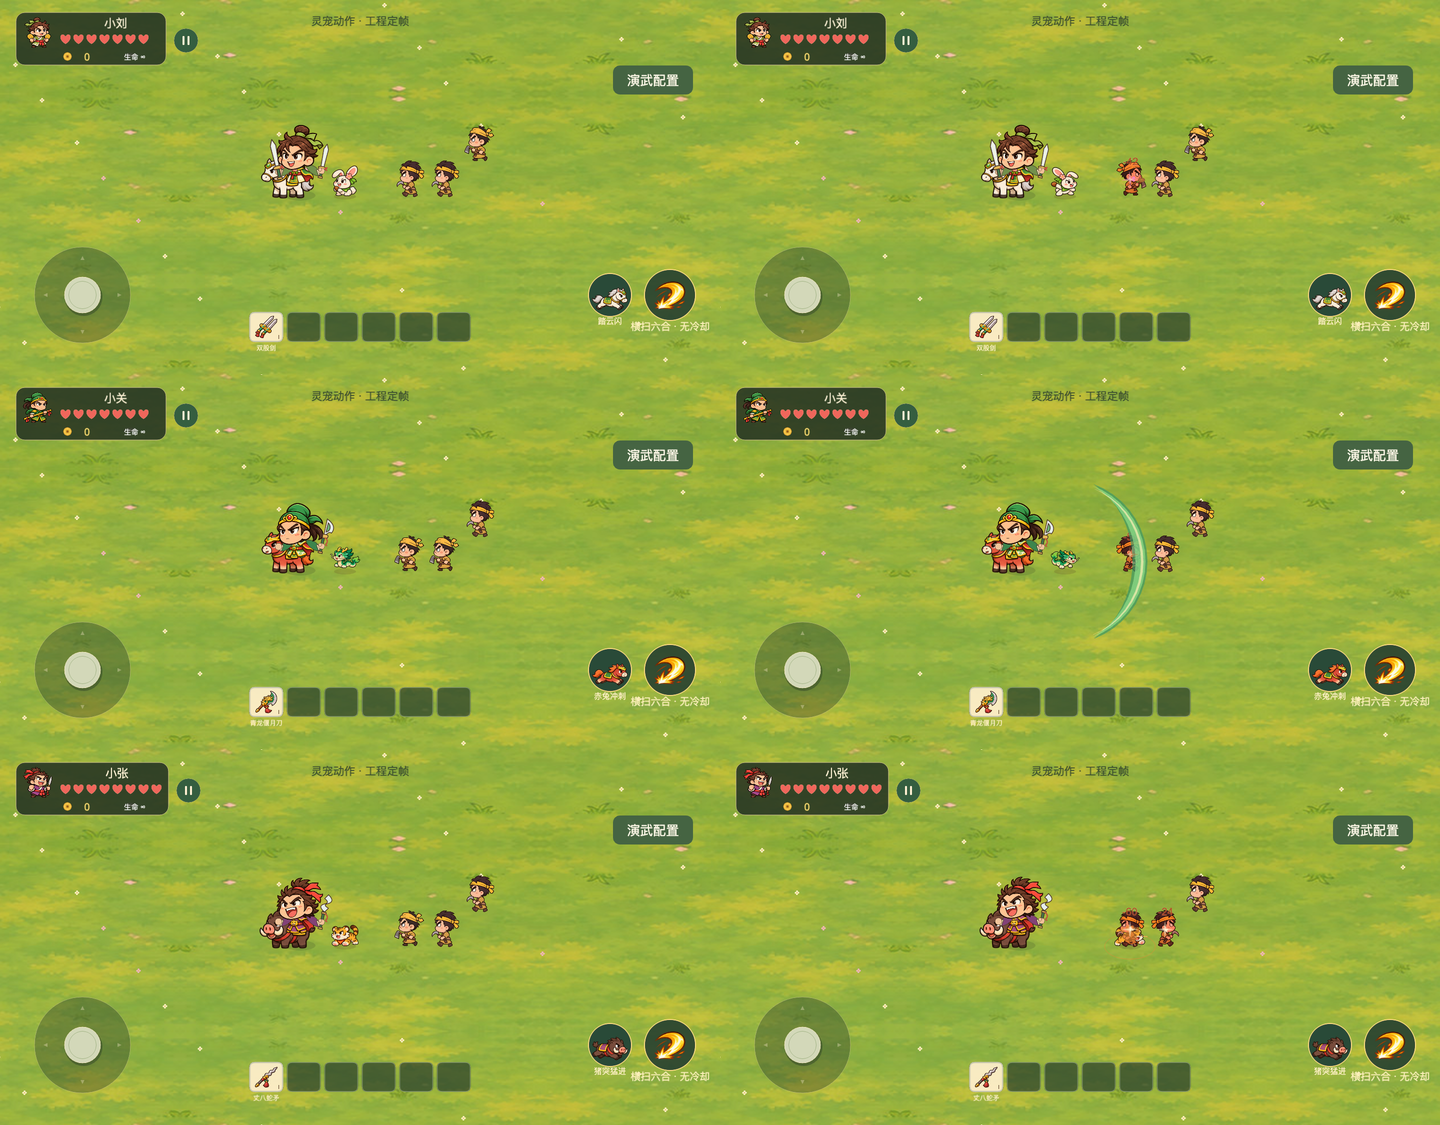 小刘
灵宠动作 · 工程定帧
0 生命 ∞
演武配置
踏云闪
横扫六合 · 无冷却
1
双股剑
小刘
灵宠动作 · 工程定帧
0 生命 ∞
演武配置
踏云闪
横扫六合 · 无冷却
1
双股剑
小关
灵宠动作 · 工程定帧
0 生命 ∞
演武配置
赤兔冲刺
横扫六合 · 无冷却
1
青龙偃月刀
小关
灵宠动作 · 工程定帧
0 生命 ∞
演武配置
赤兔冲刺
横扫六合 · 无冷却
1
青龙偃月刀
小张
灵宠动作 · 工程定帧
0 生命 ∞
演武配置
猪突猛进
横扫六合 · 无冷却
1
丈八蛇矛
小张
灵宠动作 · 工程定帧
0 生命 ∞
演武配置
猪突猛进
横扫六合 · 无冷却
1
丈八蛇矛